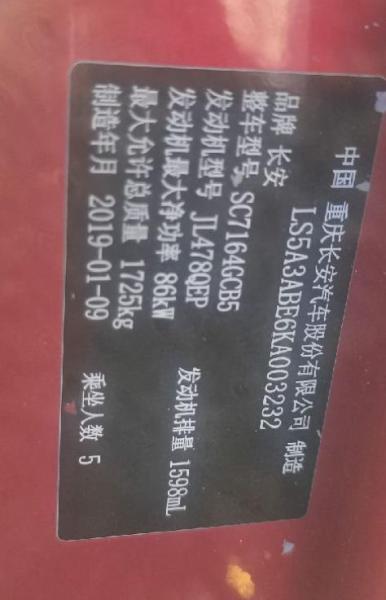 中国 重庆长安汽车股份有限公司 制造
LS5A3ABE6KA003232
品牌 长安
整车型号 SC7164GCB5
发动机型号 JL478QEP
发动机最大净功率 86kW 发动机排量 1598mL
最大允许总质量 1725kg
制造年月 2019-01-09 乘坐人数 5